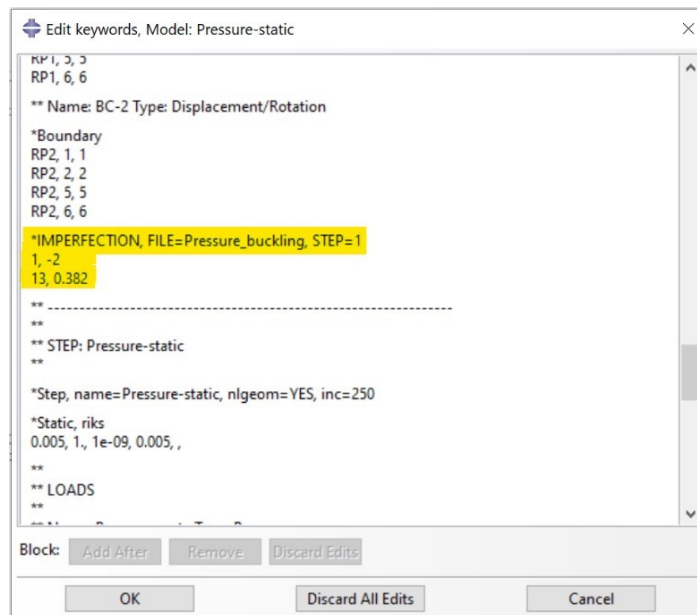 Edit keywords, Model: Pressure-static
RP1, 5, 5
RP1, 6, 6
** Name: BC-2 Type: Displacement/Rotation
*Boundary
RP2, 1, 1
RP2, 2, 2
RP2, 5, 5
RP2, 6, 6
*IMPERFECTION, FILE=Pressure_buckling, STEP=1
1, -2
13, 0.382
** ----------------------------------------------------------------
**
** STEP: Pressure-static
**
*Step, name=Pressure-static, nlgeom=YES, inc=250
*Static, riks
0.005, 1., 1e-09, 0.005, ,
**
** LOADS
**
Block: Add After Remove Discard Edits
OK Discard All Edits Cancel